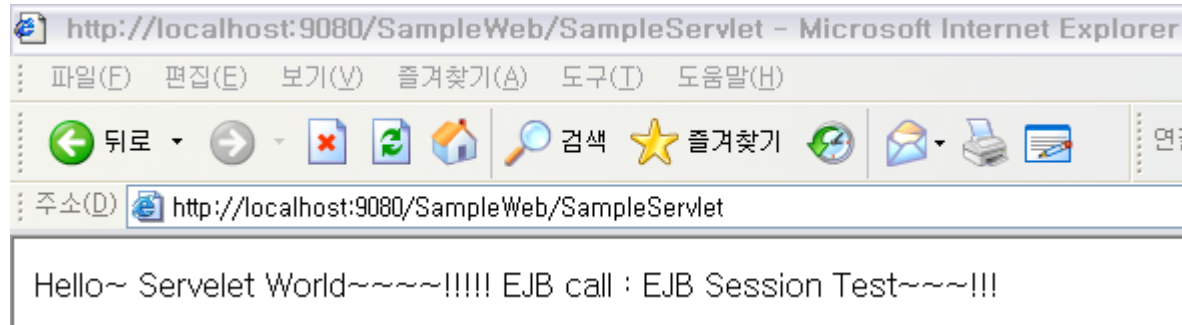 http://localhost:9080/SampleWeb/SampleServlet - Microsoft Internet Explorer
파일(F) 편집(E) 보기(V) 즐겨찾기(A) 도구(T) 도움말(H)
뒤로 검색 즐겨찾기
주소(D) http://localhost:9080/SampleWeb/SampleServlet
Hello~ Servelet World~~~~!!!!! EJB call : EJB Session Test~~~!!!